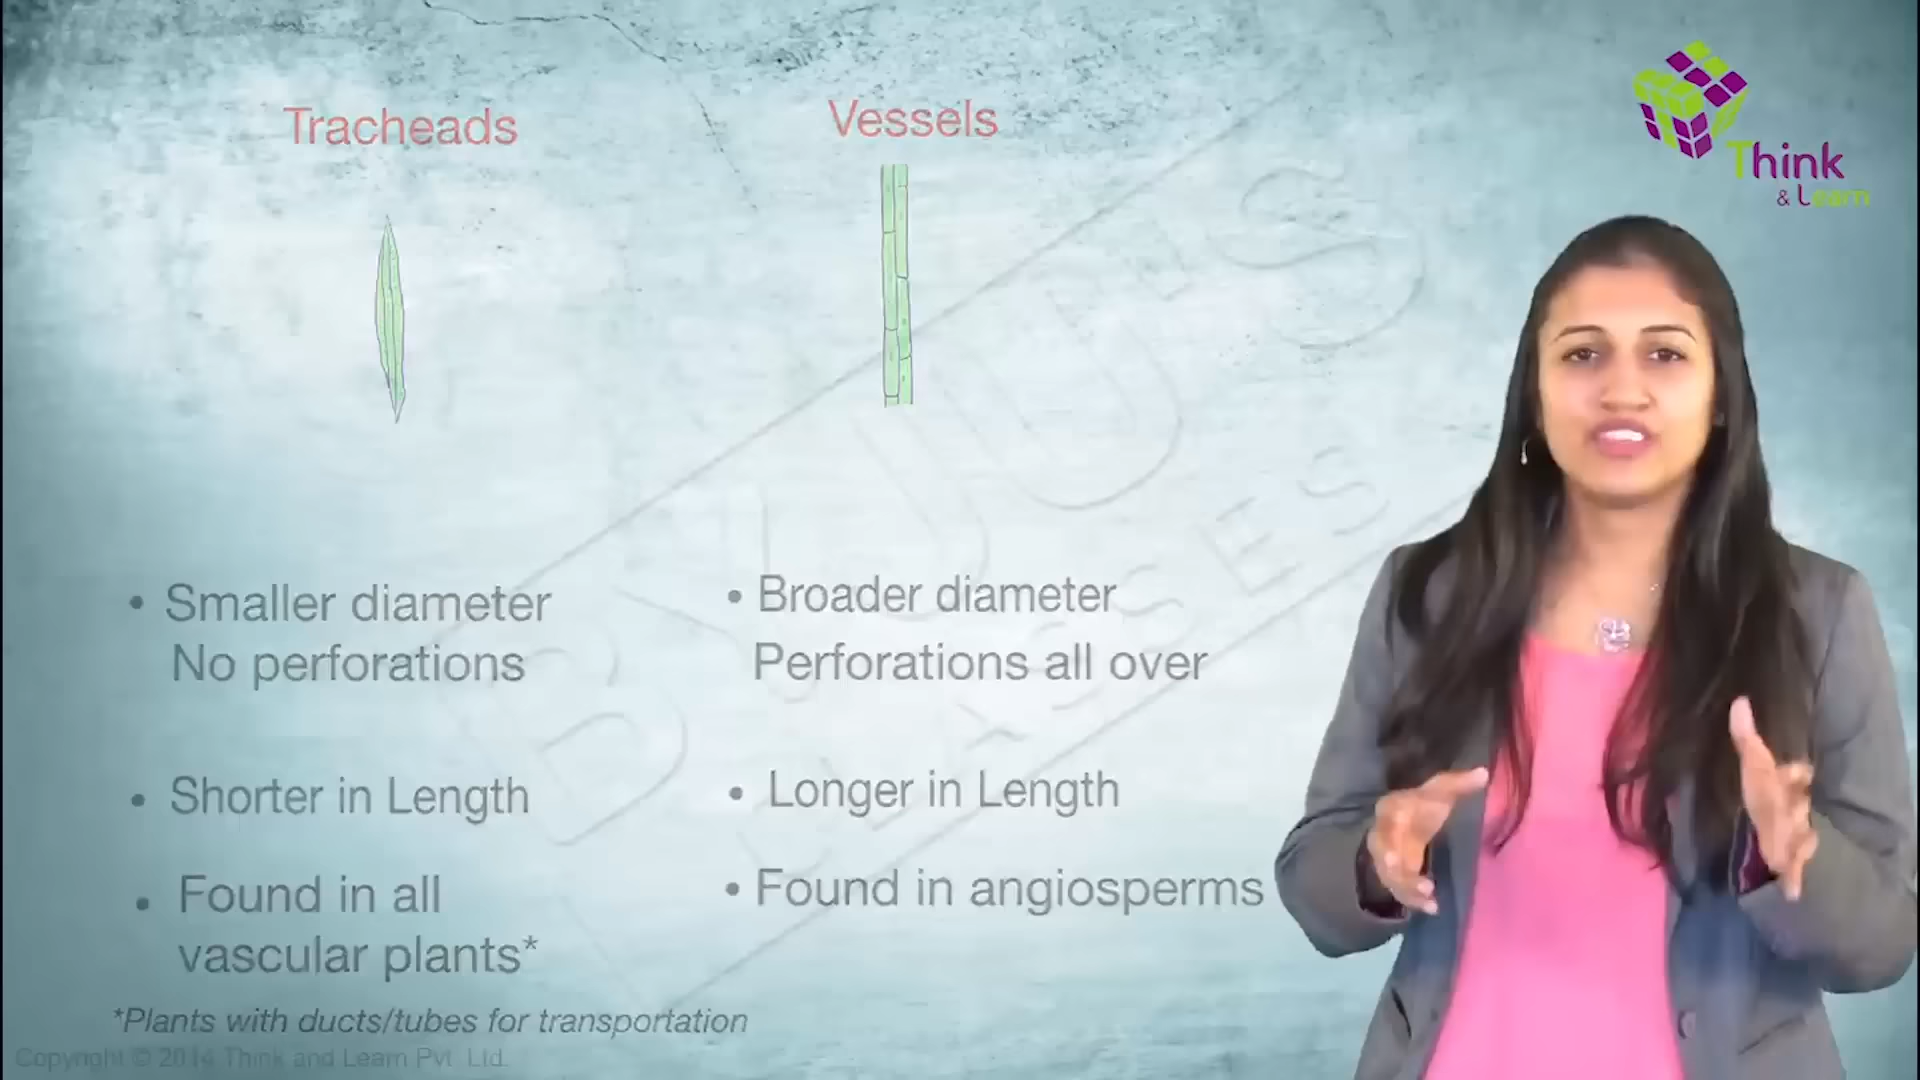 Tracheads
Vessels
Think
& Learn
• Smaller diameter
No perforations
• Broader diameter
Perforations all over
• Shorter in Length
• Longer in Length
• Found in all
vascular plants*
• Found in angiosperms
*Plants with ducts/tubes for transportation
Copyright © 2014 Think and Learn Pvt. Ltd.
BYJU'S
CLASSES